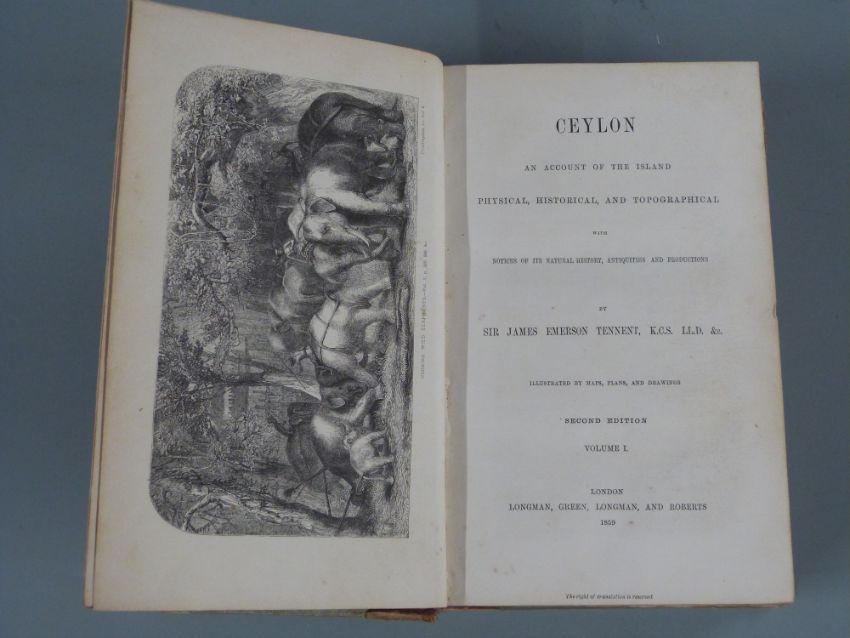 CEYLON
AN ACCOUNT OF THE ISLAND
PHYSICAL, HISTORICAL, AND TOPOGRAPHICAL
WITH
NOTICES OF ITS NATURAL HISTORY, ANTIQUITIES AND PRODUCTIONS
BY
SIR JAMES EMERSON TENNENT, K.C.S. LL.D. &c.
ILLUSTRATED BY MAPS, PLANS, AND DRAWINGS
SECOND EDITION
VOLUME I.
LONDON
LONGMAN, GREEN, LONGMAN, AND ROBERTS
1859
The right of translation is reserved